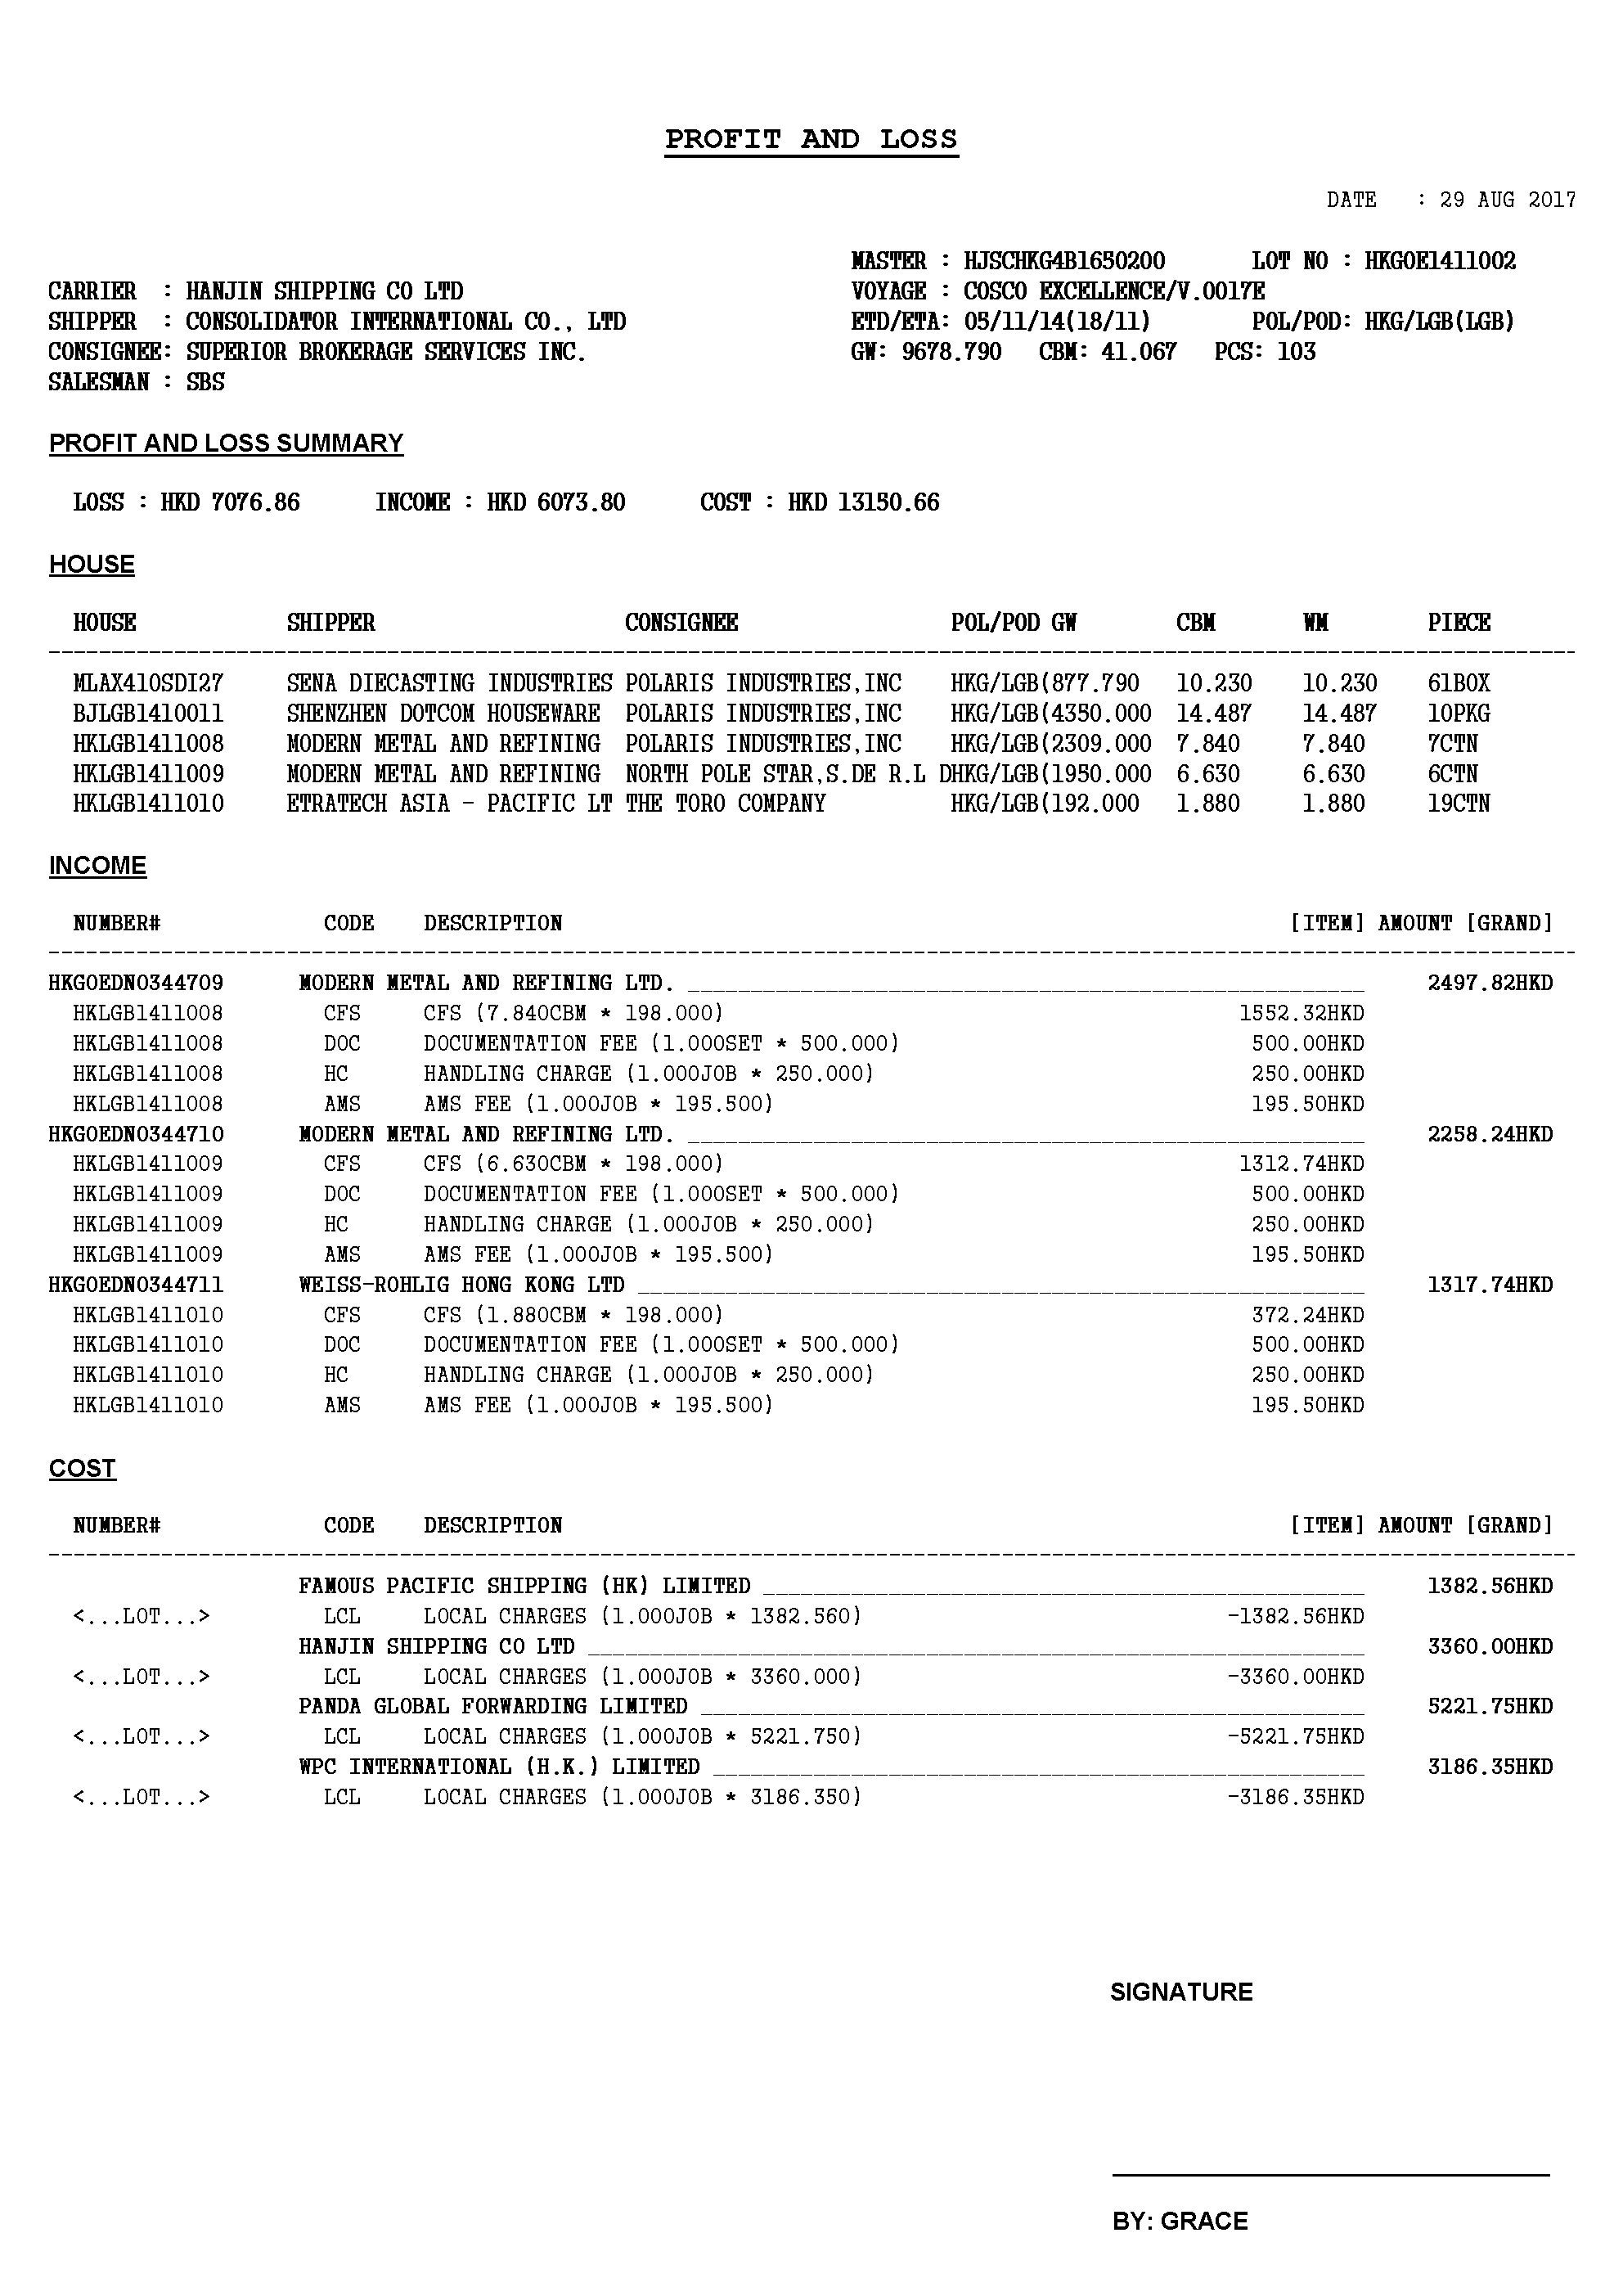 PROFIT AND LOSS
DATE : 29 AUG 2017
MASTER : HJSCHKG4B1650200 LOT NO : HKGOE1411002
CARRIER : HANJIN SHIPPING CO LTD VOYAGE : COSCO EXCELLENCE/V.0017E
SHIPPER : CONSOLIDATOR INTERNATIONAL CO., LTD ETD/ETA: 05/11/14(18/11) POL/POD: HKG/LGB(LGB)
CONSIGNEE: SUPERIOR BROKERAGE SERVICES INC. GW: 9678.790 CBM: 41.067 PCS: 103
SALESMAN : SBS
PROFIT AND LOSS SUMMARY
LOSS : HKD 7076.86 INCOME : HKD 6073.80 COST : HKD 13150.66
HOUSE
HOUSE SHIPPER CONSIGNEE POL/POD GW CBM WM PIECE
MLAX410SDI27 SENA DIECASTING INDUSTRIES POLARIS INDUSTRIES,INC HKG/LGB(877.790 10.230 10.230 61BOX
BJLGB1410011 SHENZHEN DOTCOM HOUSEWARE POLARIS INDUSTRIES,INC HKG/LGB(4350.000 14.487 14.487 10PKG
HKLGB1411008 MODERN METAL AND REFINING POLARIS INDUSTRIES,INC HKG/LGB(2309.000 7.840 7.840 7CTN
HKLGB1411009 MODERN METAL AND REFINING NORTH POLE STAR,S.DE R.L DHKG/LGB(1950.000 6.630 6.630 6CTN
HKLGB1411010 ETRATECH ASIA - PACIFIC LT THE TORO COMPANY HKG/LGB(192.000 1.880 1.880 19CTN
INCOME
NUMBER# CODE DESCRIPTION [ITEM] AMOUNT [GRAND]
HKGOEDN0344709 MODERN METAL AND REFINING LTD. 2497.82HKD
HKLGB1411008 CFS CFS (7.840CBM * 198.000) 1552.32HKD
HKLGB1411008 DOC DOCUMENTATION FEE (1.000SET * 500.000) 500.00HKD
HKLGB1411008 HC HANDLING CHARGE (1.000JOB * 250.000) 250.00HKD
HKLGB1411008 AMS AMS FEE (1.000JOB * 195.500) 195.50HKD
HKGOEDN0344710 MODERN METAL AND REFINING LTD. 2258.24HKD
HKLGB1411009 CFS CFS (6.630CBM * 198.000) 1312.74HKD
HKLGB1411009 DOC DOCUMENTATION FEE (1.000SET * 500.000) 500.00HKD
HKLGB1411009 HC HANDLING CHARGE (1.000JOB * 250.000) 250.00HKD
HKLGB1411009 AMS AMS FEE (1.000JOB * 195.500) 195.50HKD
HKGOEDN0344711 WEISS-ROHLIG HONG KONG LTD 1317.74HKD
HKLGB1411010 CFS CFS (1.880CBM * 198.000) 372.24HKD
HKLGB1411010 DOC DOCUMENTATION FEE (1.000SET * 500.000) 500.00HKD
HKLGB1411010 HC HANDLING CHARGE (1.000JOB * 250.000) 250.00HKD
HKLGB1411010 AMS AMS FEE (1.000JOB * 195.500) 195.50HKD
COST
NUMBER# CODE DESCRIPTION [ITEM] AMOUNT [GRAND]
FAMOUS PACIFIC SHIPPING (HK) LIMITED 1382.56HKD
<...LOT...> LCL LOCAL CHARGES (1.000JOB * 1382.560) -1382.56HKD
HANJIN SHIPPING CO LTD 3360.00HKD
<...LOT...> LCL LOCAL CHARGES (1.000JOB * 3360.000) -3360.00HKD
PANDA GLOBAL FORWARDING LIMITED 5221.75HKD
<...LOT...> LCL LOCAL CHARGES (1.000JOB * 5221.750) -5221.75HKD
WPC INTERNATIONAL (H.K.) LIMITED 3186.35HKD
<...LOT...> LCL LOCAL CHARGES (1.000JOB * 3186.350) -3186.35HKD
SIGNATURE
BY: GRACE